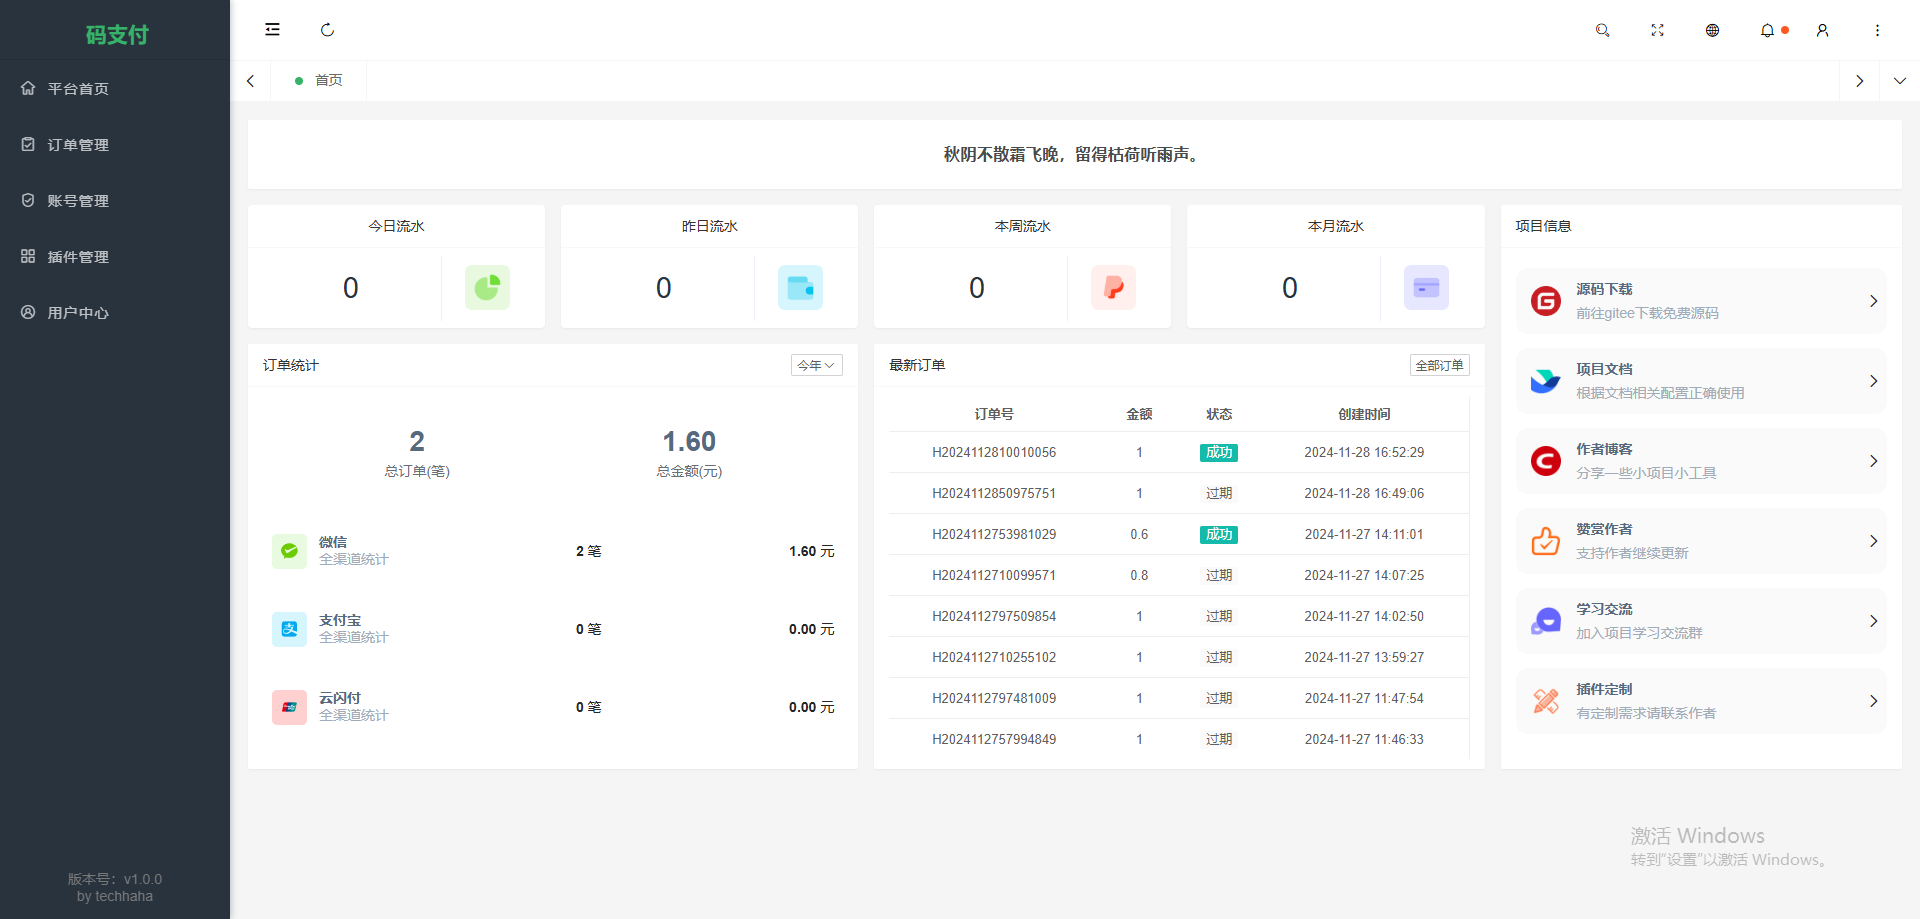 码支付
平台首页
订单管理
账号管理
插件管理
用户中心
版本号：v1.0.0
by techhaha
首页
秋阴不散霜飞晚，留得枯荷听雨声。
今日流水
0
昨日流水
0
本周流水
0
本月流水
0
订单统计
今年
2
总订单(笔)
1.60
总金额(元)
微信
全渠道统计
2 笔
1.60 元
支付宝
全渠道统计
0 笔
0.00 元
云闪付
全渠道统计
0 笔
0.00 元
最新订单
全部订单
订单号 金额 状态 创建时间
H2024112810010056 1 成功 2024-11-28 16:52:29
H2024112850975751 1 过期 2024-11-28 16:49:06
H2024112753981029 0.6 成功 2024-11-27 14:11:01
H2024112710099571 0.8 过期 2024-11-27 14:07:25
H2024112797509854 1 过期 2024-11-27 14:02:50
H2024112710255102 1 过期 2024-11-27 13:59:27
H2024112797481009 1 过期 2024-11-27 11:47:54
H2024112757994849 1 过期 2024-11-27 11:46:33
项目信息
源码下载
前往gitee下载免费源码
项目文档
根据文档相关配置正确使用
作者博客
分享一些小项目小工具
赞赏作者
支持作者继续更新
学习交流
加入项目学习交流群
插件定制
有定制需求请联系作者
激活 Windows
转到"设置"以激活 Windows。